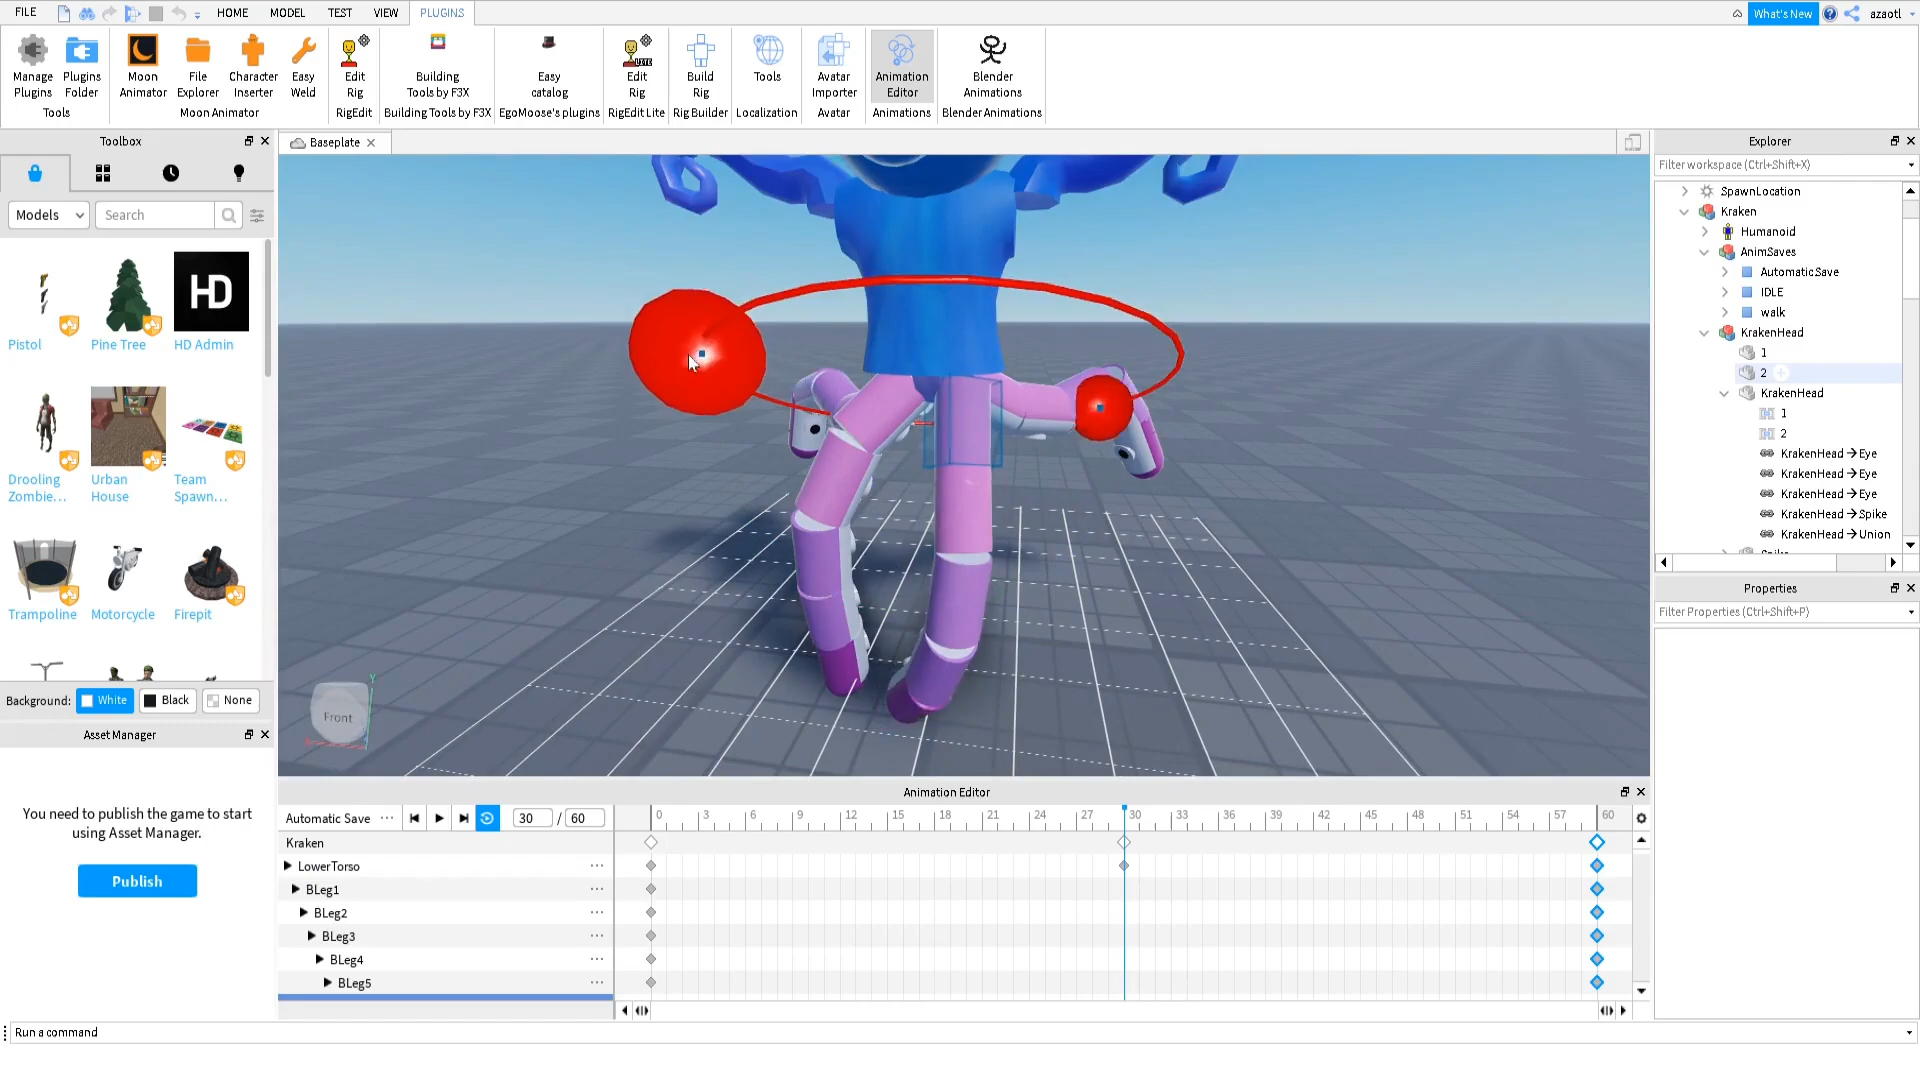 FILE HOME MODEL TEST VIEW PLUGINS What's New azaotl
Manage Plugins
Plugins Folder
Tools
Moon Animator
File Explorer
Character Inserter
Easy Weld
Moon Animator
Edit Rig
RigEdit
Building Tools by F3X
Building Tools by F3X
Easy catalog
EgoMoose's plugins
Edit Rig
RigEdit Lite
LITE
Build Rig
Rig Builder
Tools
Localization
Avatar Importer
Avatar
Animation Editor
Animations
Blender Animations
Blender Animations
Toolbox
Models
Search
HD
Pistol
Pine Tree
HD Admin
Drooling Zombie...
Urban House
Team Spawn...
Trampoline
Motorcycle
Firepit
Background: White Black None
Asset Manager
You need to publish the game to start
using Asset Manager.
Publish
Baseplate
Front
Y
Animation Editor
Automatic Save ... 30 / 60
0 3 6 9 12 15 18 21 24 27 30 33 36 39 42 45 48 51 54 57 60
Kraken
LowerTorso
BLeg1
BLeg2
BLeg3
BLeg4
BLeg5
Explorer
Filter workspace (Ctrl+Shift+X)
SpawnLocation
Kraken
Humanoid
AnimSaves
AutomaticSave
IDLE
walk
KrakenHead
1
2
KrakenHead
1
2
KrakenHead→Eye
KrakenHead→Eye
KrakenHead→Eye
KrakenHead→Spike
KrakenHead→Union
Properties
Filter Properties (Ctrl+Shift+P)
Run a command